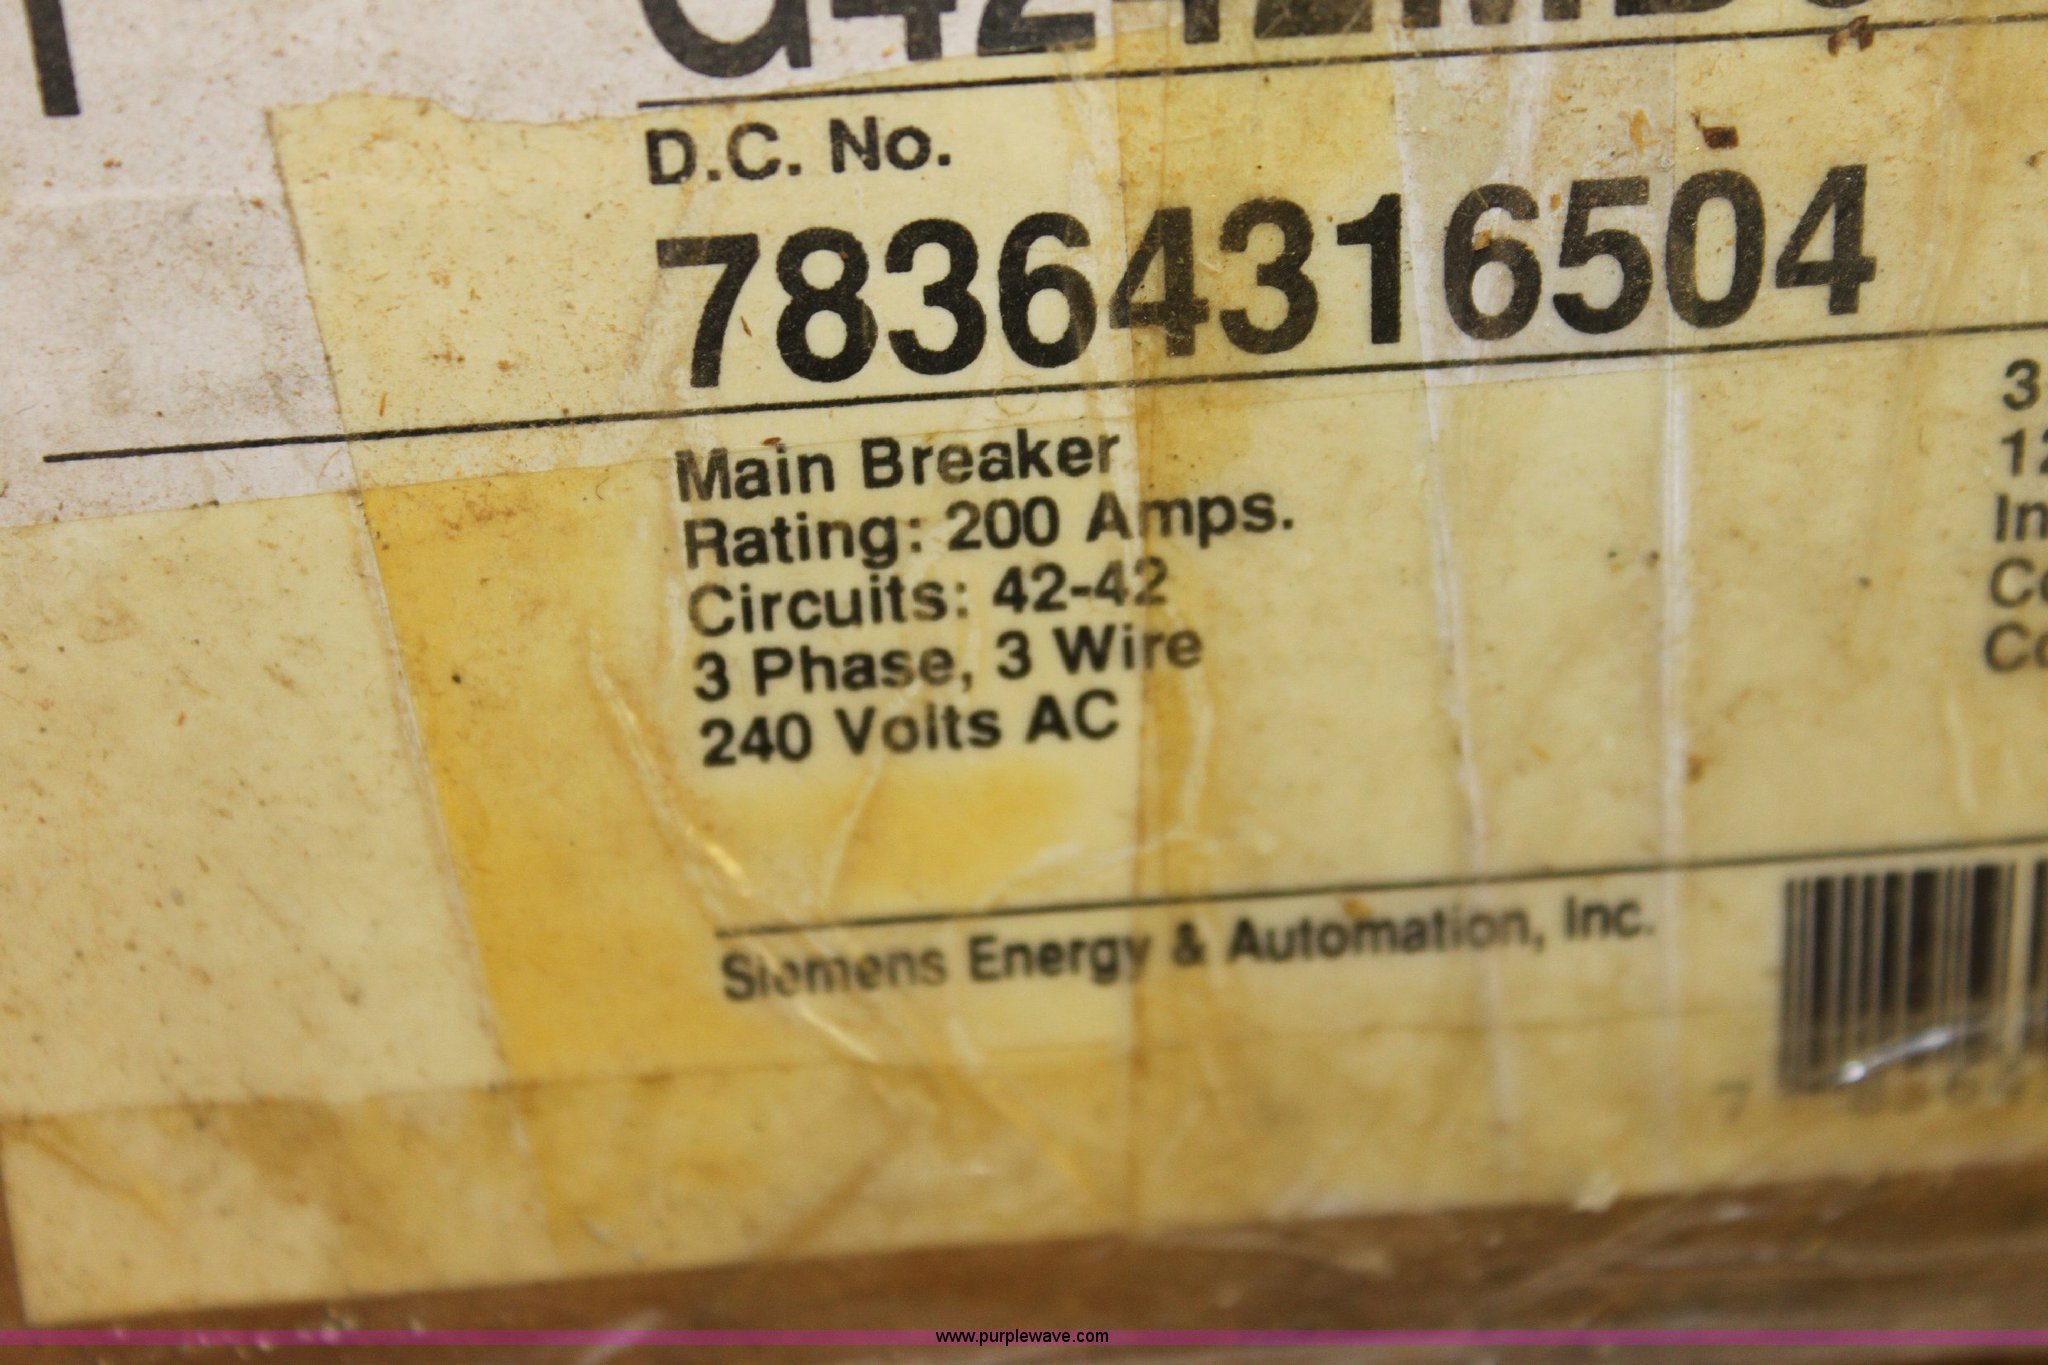 D.C. No.
78364316504
Main Breaker
Rating: 200 Amps.
Circuits: 42-42
3 Phase, 3 Wire
240 Volts AC
3
Siemens Energy & Automation, Inc.
www.purplewave.com